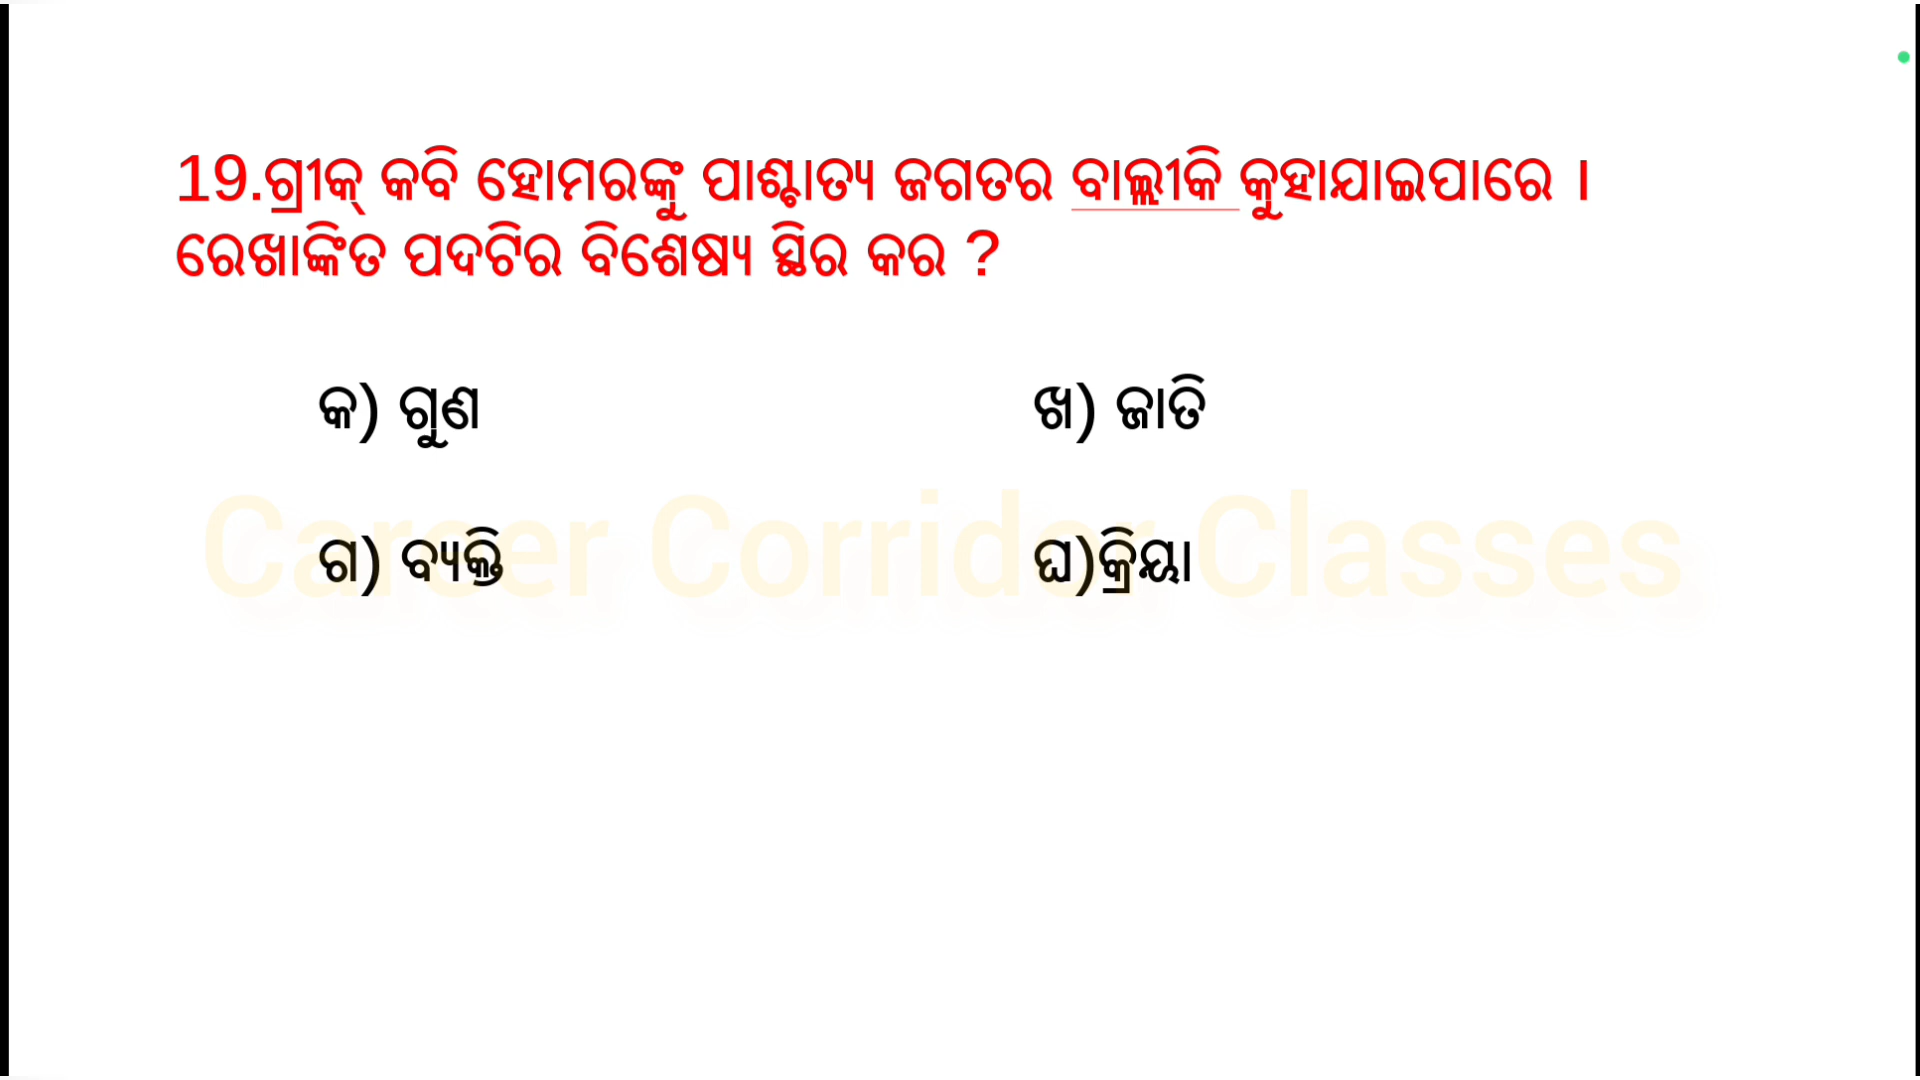 19.ଗ୍ରୀକ୍ କବି ହୋମରଙ୍କୁ ପାଶ୍ଚାତ୍ୟ ଜଗତର ବାଲ୍ମୀକି କୁହାଯାଇପାରେ ।
ରେଖାଙ୍କିତ ପଦଟିର ବିଶେଷ୍ୟ ସ୍ଥିର କର ?
କ) ଗୁଣ
ଖ) ଜାତି
Career Corridor Classes
ଗ) ବ୍ୟକ୍ତି
ଘ)କ୍ରିୟା